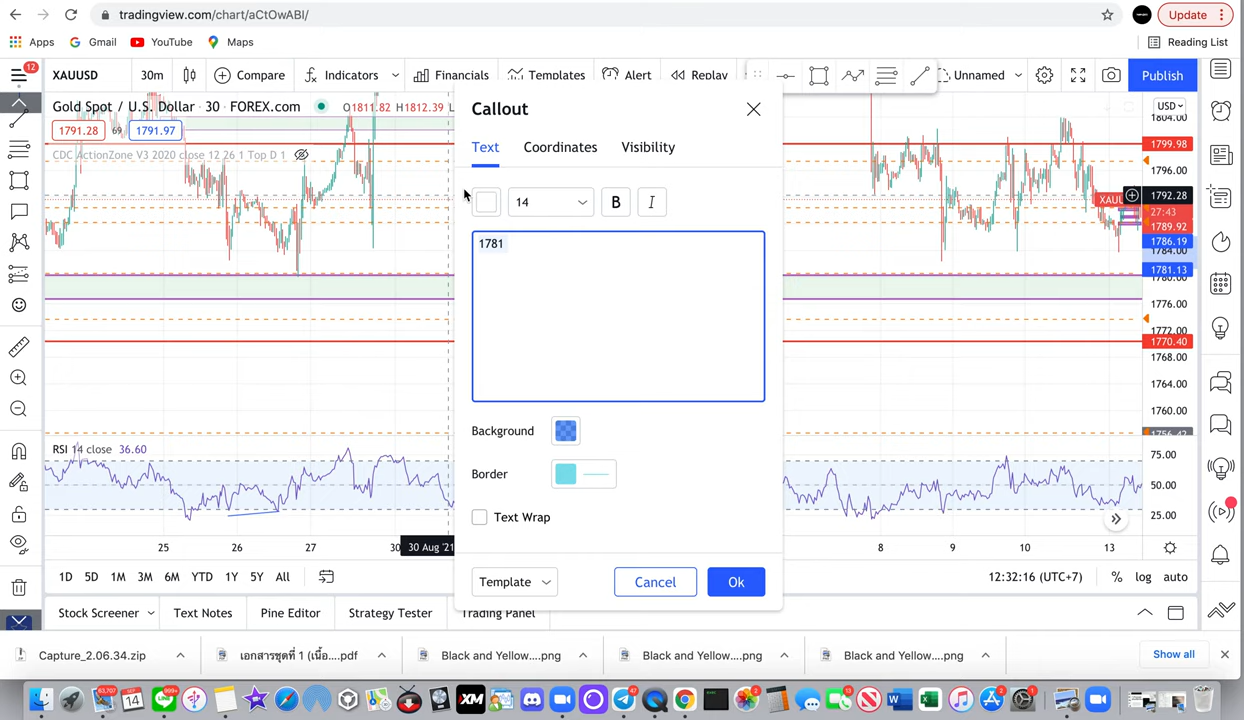 tradingview.com/chart/aCtOwABI/
Update
Apps
Gmail
YouTube
Maps
Reading List
12
XAUUSD
30m
Compare
Indicators
Financials
Templates
Alert
Replay
Unnamed
Publish
Gold Spot / U.S. Dollar · 30 · FOREX.com
O1811.82 H1812.39 L
1791.28
69
1791.97
CDC ActionZone V3 2020 close 12 26 1 Top D 1
Callout
Text
Coordinates
Visibility
14
B
I
1781
Background
Border
Text Wrap
Template
Cancel
Ok
USD
1804.00
1799.98
1796.00
1792.28
XAU
27:43
1789.92
1786.19
1784.00
1781.13
1776.00
1772.00
1770.40
1768.00
1764.00
1760.00
1756.42
RSI 14 close 36.60
75.00
50.00
25.00
25
26
27
30
30 Aug '21
8
9
10
13
1D
5D
1M
3M
6M
YTD
1Y
5Y
All
12:32:16 (UTC+7)
%
log
auto
Stock Screener
Text Notes
Pine Editor
Strategy Tester
Trading Panel
Capture_2.06.34.zip
เอกสารชุดที่ 1 (เนื้อ....pdf
Black and Yellow....png
Black and Yellow....png
Black and Yellow....png
Show all
XM